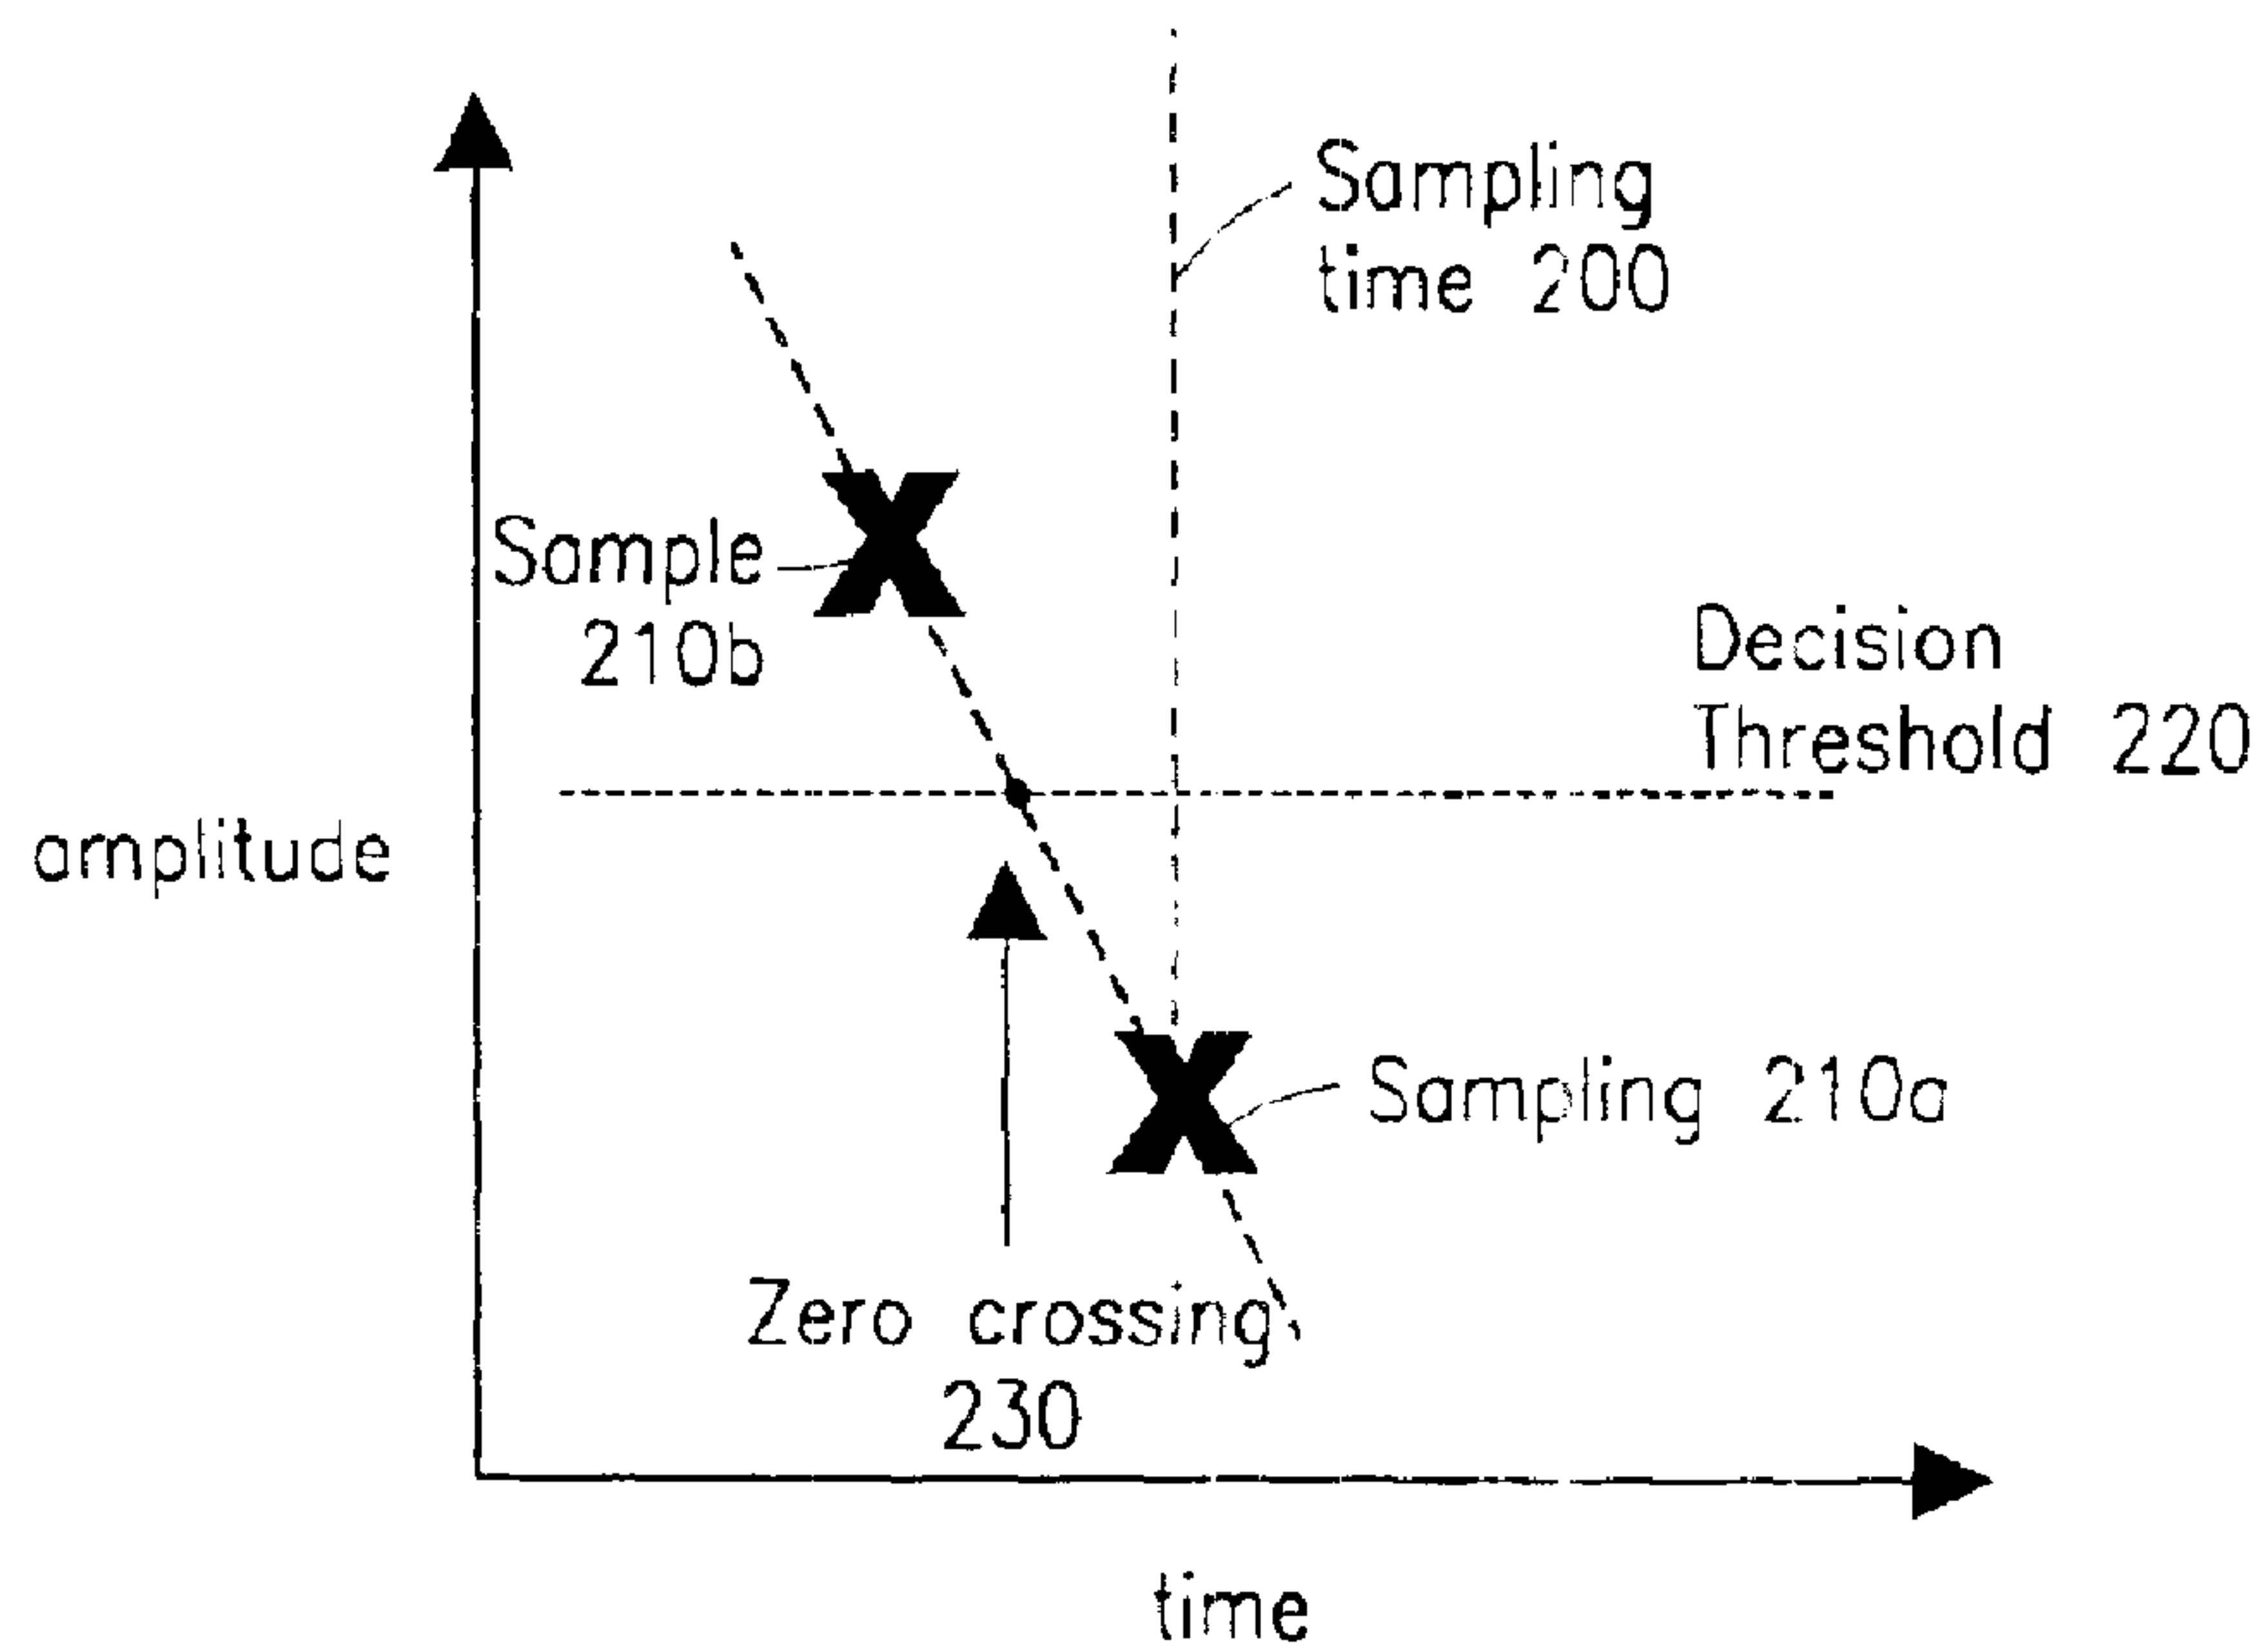 Sampling
time 200
Sample
210b
Decision
Threshold 220
amplitude
Sampling 210a
Zero crossing
230
time